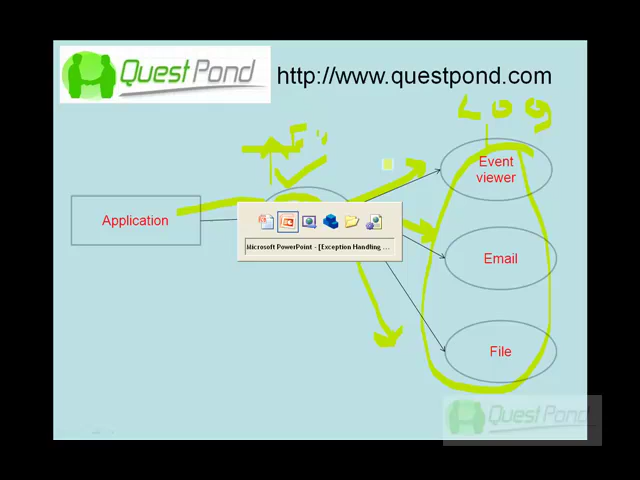 QuestPond http://www.questpond.com
Log
Event
viewer
Application
Microsoft PowerPoint - [Exception Handling ...
Email
File
QuestPond